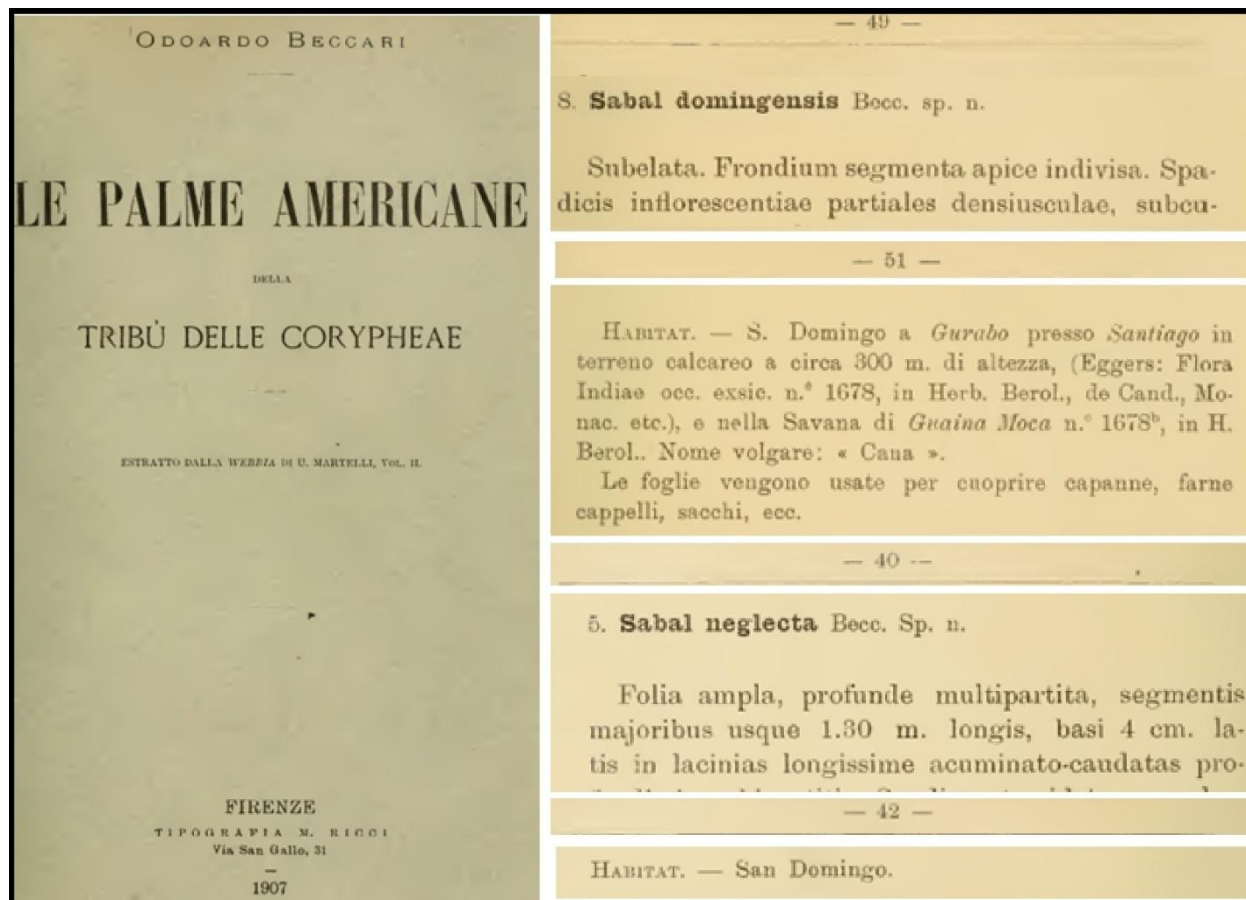 ODOARDO BECCARI
LE PALME AMERICANE
DELLA
TRIBÙ DELLE CORYPHEAE
ESTRATTO DALLA WEBBIA DI U. MARTELLI, VOL. II.
FIRENZE
TIPOGRAFIA M. RICCI
Via San Gallo, 31
1907
— 49 —
8. Sabal domingensis Becc. sp. n.
Subelata. Frondium segmenta apice indivisa. Spa-
dicis inflorescentiae partiales densiusculae, subcu-
— 51 —
HABITAT. — S. Domingo a Gurabo presso Santiago in
terreno calcareo a circa 300 m. di altezza, (Eggers: Flora
Indiae occ. exsic. n.° 1678, in Herb. Berol., de Cand., Mo-
nac. etc.), e nella Savana di Guaina Moca n.° 1678ᵇ, in H.
Berol.. Nome volgare: « Cana ».
Le foglie vengono usate per cuoprire capanne, farne
cappelli, sacchi, ecc.
— 40 —
5. Sabal neglecta Becc. Sp. n.
Folia ampla, profunde multipartita, segmentis
majoribus usque 1.30 m. longis, basi 4 cm. la-
tis in lacinias longissime acuminato-caudatas pro-
— 42 —
HABITAT. — San Domingo.